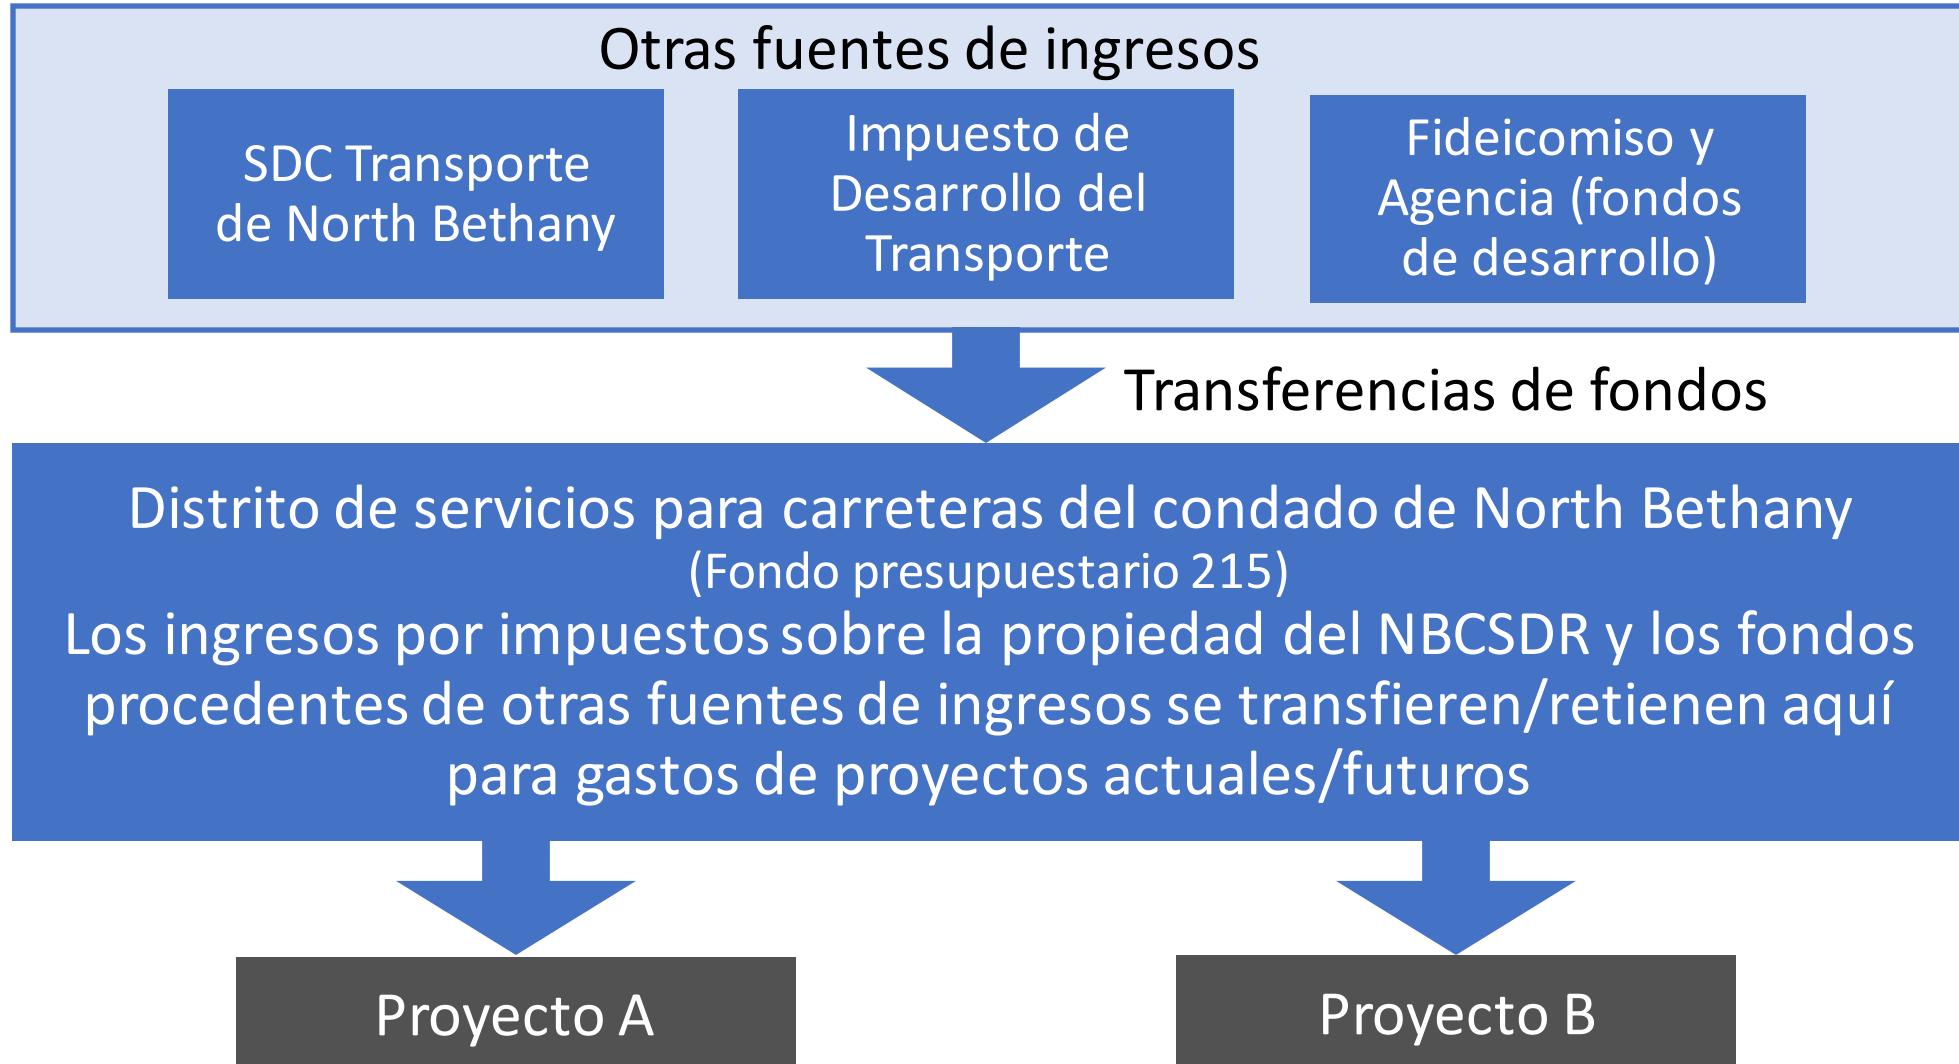 Otras fuentes de ingresos
SDC Transporte
de North Bethany
Impuesto de
Desarrollo del
Transporte
Fideicomiso y
Agencia (fondos
de desarrollo)
Transferencias de fondos
Distrito de servicios para carreteras del condado de North Bethany
(Fondo presupuestario 215)
Los ingresos por impuestos sobre la propiedad del NBCSDR y los fondos
procedentes de otras fuentes de ingresos se transfieren/retienen aquí
para gastos de proyectos actuales/futuros
Proyecto A
Proyecto B